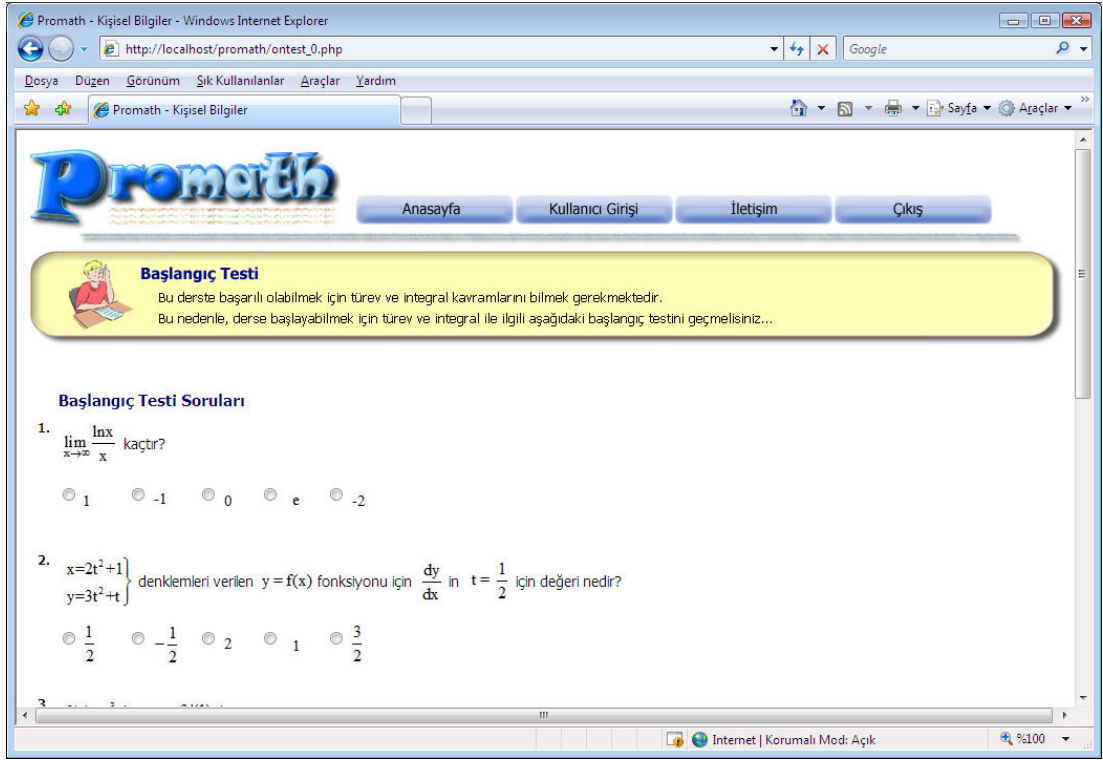 Promath - Kişisel Bilgiler - Windows Internet Explorer
http://localhost/promath/ontest_0.php
Google
Dosya Düzen Görünüm Sık Kullanılanlar Araçlar Yardım
Promath - Kişisel Bilgiler
Sayfa Araçlar
Promath
Anasayfa Kullanıcı Girişi İletişim Çıkış
Başlangıç Testi
Bu derste başarılı olabilmek için türev ve integral kavramlarını bilmek gerekmektedir.
Bu nedenle, derse başlayabilmek için türev ve integral ile ilgili aşağıdaki başlangıç testini geçmelisiniz...
Başlangıç Testi Soruları
1. lim x→∞ lnx/x kaçtır?
1 -1 0 e -2
2. x=2t²+1 y=3t²+t } denklemleri verilen y = f(x) fonksiyonu için dy/dx in t = 1/2 için değeri nedir?
1/2 -1/2 2 1 3/2
3.
Internet | Korumalı Mod: Açık %100